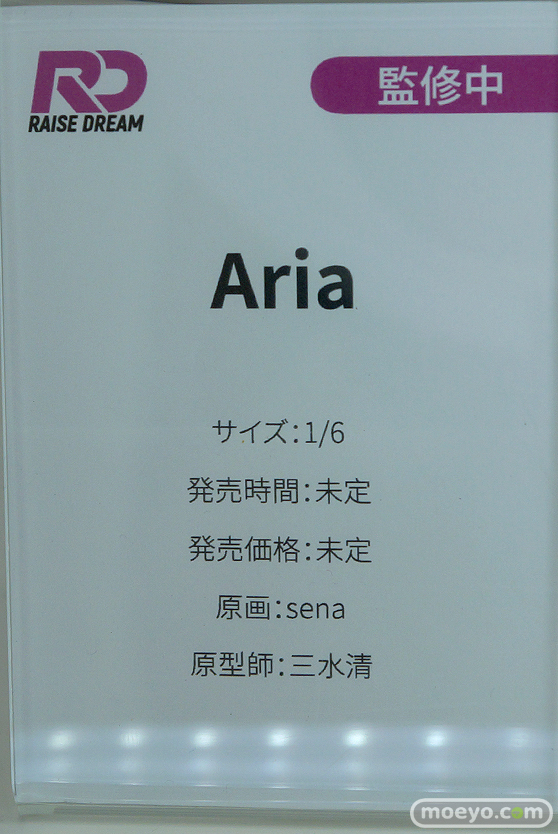 RD
RAISE DREAM
監修中
Aria
サイズ:1/6
発売時間:未定
発売価格:未定
原画:sena
原型師:三水清
moeyo.com